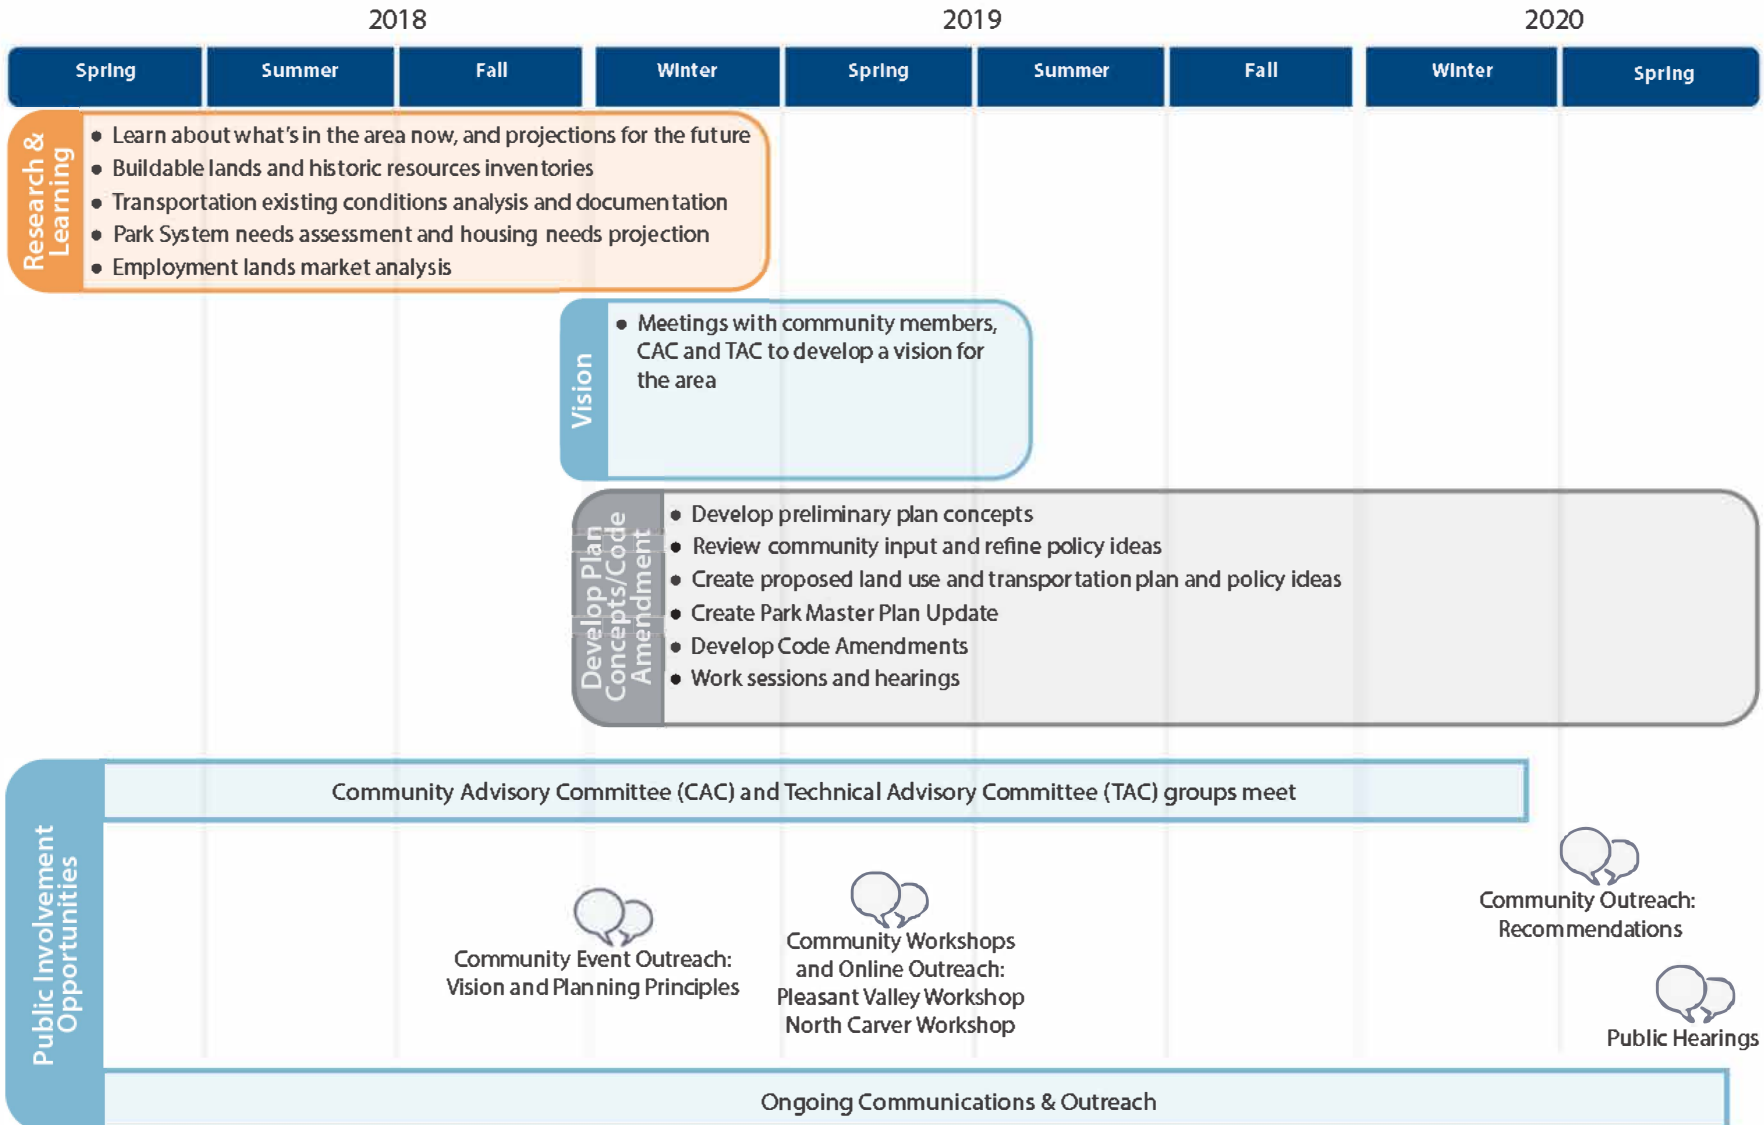 2018 2019 2020
Spring Summer Fall Winter Spring Summer Fall Winter Spring
Research &
Learning
• Learn about what's in the area now, and projections for the future
• Buildable lands and historic resources inventories
• Transportation existing conditions analysis and documentation
• Park System needs assessment and housing needs projection
• Employment lands market analysis
Vision
• Meetings with community members,
CAC and TAC to develop a vision for
the area
Develop Plan
Concepts/Code
Amendment
• Develop preliminary plan concepts
• Review community input and refine policy ideas
• Create proposed land use and transportation plan and policy ideas
• Create Park Master Plan Update
• Develop Code Amendments
• Work sessions and hearings
Public Involvement
Opportunities
Community Advisory Committee (CAC) and Technical Advisory Committee (TAC) groups meet
Community Event Outreach:
Vision and Planning Principles
Community Workshops
and Online Outreach:
Pleasant Valley Workshop
North Carver Workshop
Community Outreach:
Recommendations
Public Hearings
Ongoing Communications & Outreach